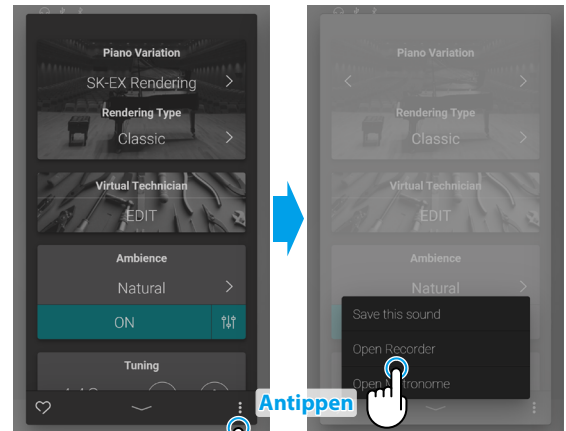 Piano Variation
SK-EX Rendering
Rendering Type
Classic
Virtual Technician
EDIT
Ambience
Natural
ON
Tuning
Antippen
Piano Variation
Rendering Type
Classic
Virtual Technician
EDIT
Ambience
Natural
Save this sound
Open Recorder
Open Metronome